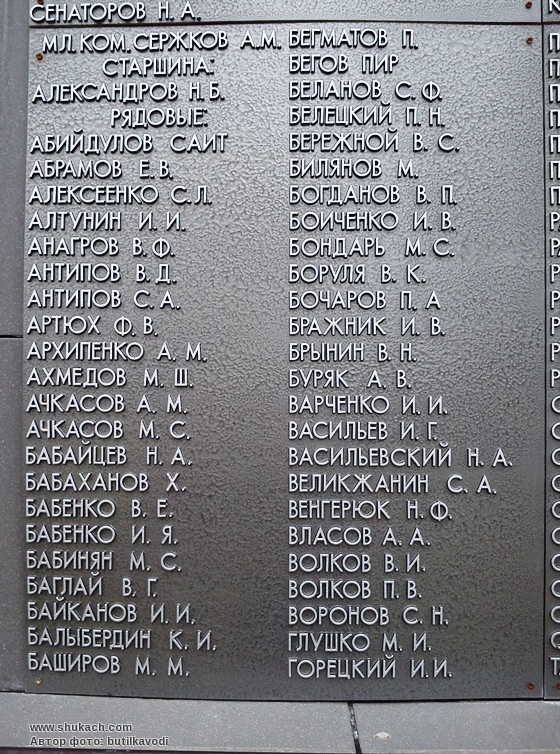 СЕНАТОРОВ Н. А.
МЛ. КОМ. СЕРЖКОВ А.М.
СТАРШИНА:
АЛЕКСАНДРОВ Н. Б.
РЯДОВЫЕ:
АБИЙДУЛОВ САИТ
АБРАМОВ Е. В.
АЛЕКСЕЕНКО С. Л.
АЛТУНИН И. И.
АНАГРОВ В. Ф.
АНТИПОВ В. Д.
АНТИПОВ С. А.
АРТЮХ Ф. В.
АРХИПЕНКО А. М.
АХМЕДОВ М. Ш.
АЧКАСОВ А. М.
АЧКАСОВ М. С.
БАБАЙЦЕВ Н. А.
БАБАХАНОВ Х.
БАБЕНКО В. Е.
БАБЕНКО И. Я.
БАБИНЯН М. С.
БАГЛАЙ В. Г.
БАЙКАНОВ И. И.
БАЛЫБЕРДИН К. И.
БАШИРОВ М. М.
БЕГМАТОВ П.
БЕГОВ ПИР
БЕЛАНОВ С. Ф.
БЕЛЕЦКИЙ П. Н.
БЕРЕЖНОЙ В. С.
БИЛЯНОВ М.
БОГДАНОВ В. П.
БОИЧЕНКО И. В.
БОНДАРЬ М. С.
БОРУЛЯ В. К.
БОЧАРОВ П. А
БРАЖНИК И. В.
БРЫНИН В. Н.
БУРЯК А. В.
ВАРЧЕНКО И. И.
ВАСИЛЬЕВ И. Г.
ВАСИЛЬЕВСКИЙ Н. А.
ВЕЛИКЖАНИН С. А.
ВЕНГЕРЮК Н. Ф.
ВЛАСОВ А. А.
ВОЛКОВ В. И.
ВОЛКОВ П. В.
ВОРОНОВ С. Н.
ГЛУШКО М. И.
ГОРЕЦКИЙ И. И.
www.shukach.com
Автор фото: butilkavodi